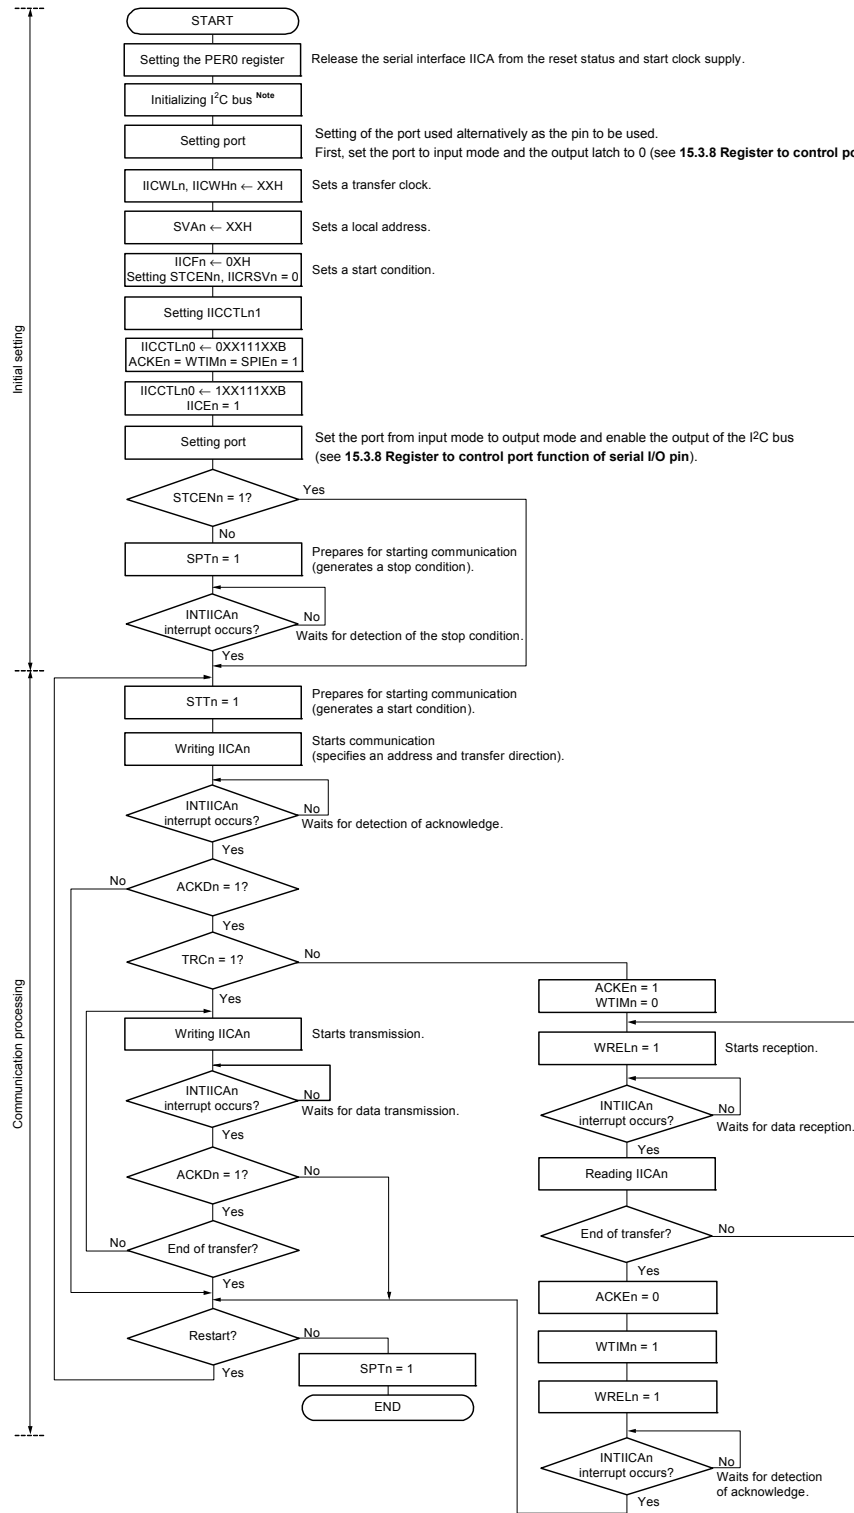 START
Setting the PER0 register
Release the serial interface IICA from the reset status and start clock supply.
Initializing I²C bus Note
Setting port
Setting of the port used alternatively as the pin to be used.
First, set the port to input mode and the output latch to 0 (see 15.3.8 Register to control po
IICWLn, IICWHn ← XXH
Sets a transfer clock.
SVAn ← XXH
Sets a local address.
IICFn ← 0XH
Setting STCENn, IICRSVn = 0
Sets a start condition.
Setting IICCTLn1
IICCTLn0 ← 0XX111XXB
ACKEn = WTIMn = SPIEn = 1
IICCTLn0 ← 1XX111XXB
IICEn = 1
Setting port
Set the port from input mode to output mode and enable the output of the I²C bus
(see 15.3.8 Register to control port function of serial I/O pin).
STCENn = 1?
Yes
No
SPTn = 1
Prepares for starting communication
(generates a stop condition).
INTIICAn
interrupt occurs?
No
Waits for detection of the stop condition.
Yes
Initial setting
STTn = 1
Prepares for starting communication
(generates a start condition).
Writing IICAn
Starts communication
(specifies an address and transfer direction).
INTIICAn
interrupt occurs?
No
Waits for detection of acknowledge.
Yes
No
ACKDn = 1?
Yes
TRCn = 1?
No
Yes
Writing IICAn
Starts transmission.
INTIICAn
interrupt occurs?
No
Waits for data transmission.
Yes
ACKDn = 1?
No
Yes
No
End of transfer?
Yes
Restart?
No
Yes
SPTn = 1
END
ACKEn = 1
WTIMn = 0
WRELn = 1
Starts reception.
INTIICAn
interrupt occurs?
No
Waits for data reception.
Yes
Reading IICAn
End of transfer?
No
Yes
ACKEn = 0
WTIMn = 1
WRELn = 1
INTIICAn
interrupt occurs?
No
Waits for detection
of acknowledge.
Yes
Communication processing